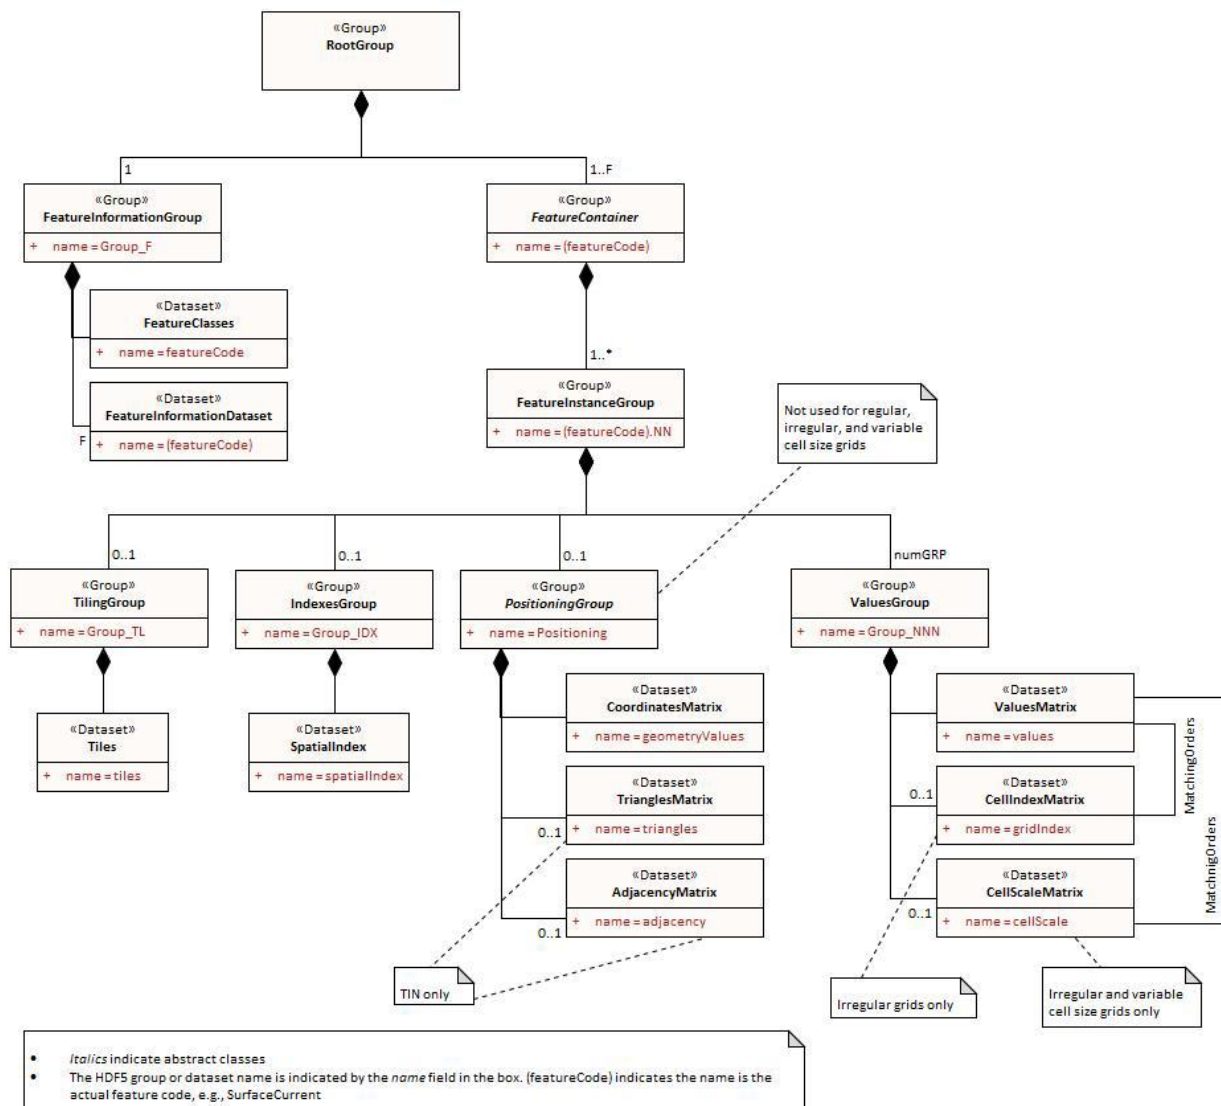 «Group»
RootGroup
1
1..F
«Group»
FeatureInformationGroup
+ name = Group_F
«Group»
FeatureContainer
+ name = (featureCode)
«Dataset»
FeatureClasses
+ name = featureCode
«Dataset»
FeatureInformationDataset
+ name = (featureCode)
F
1..*
«Group»
FeatureInstanceGroup
+ name = (featureCode).NN
Not used for regular,
irregular, and variable
cell size grids
0..1
0..1
0..1
numGRP
«Group»
TilingGroup
+ name = Group_TL
«Group»
IndexesGroup
+ name = Group_IDX
«Group»
PositioningGroup
+ name = Positioning
«Group»
ValuesGroup
+ name = Group_NNN
«Dataset»
Tiles
+ name = tiles
«Dataset»
SpatialIndex
+ name = spatialIndex
«Dataset»
CoordinatesMatrix
+ name = geometryValues
«Dataset»
TrianglesMatrix
+ name = triangles
0..1
«Dataset»
AdjacencyMatrix
+ name = adjacency
0..1
«Dataset»
ValuesMatrix
+ name = values
0..1
«Dataset»
CellIndexMatrix
+ name = gridIndex
«Dataset»
CellScaleMatrix
+ name = cellScale
0..1
MatchingOrders
MatchnigOrders
TIN only
Irregular grids only
Irregular and variable
cell size grids only
• Italics indicate abstract classes
• The HDF5 group or dataset name is indicated by the name field in the box. (featureCode) indicates the name is the
actual feature code, e.g., SurfaceCurrent